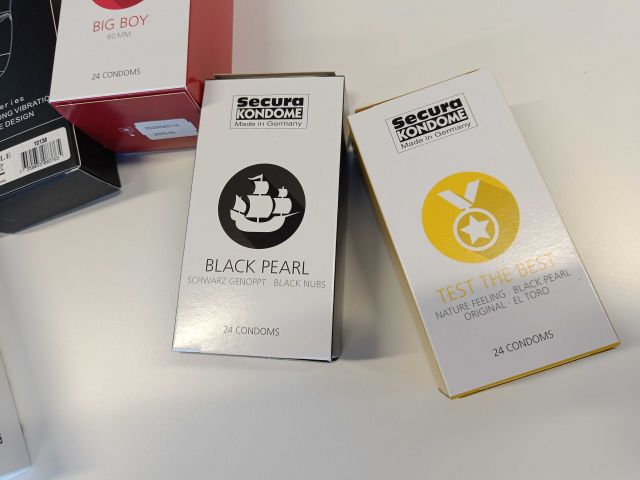 BIG BOY
60 MM
24 CONDOMS
Secura
KONDOME
Made in Germany
BLACK PEARL
SCHWARZ GENOPPT · BLACK NUBS
24 CONDOMS
Secura
KONDOME
Made in Germany
TEST THE BEST
NATURE FEELING · BLACK PEARL
ORIGINAL · EL TORO
24 CONDOMS